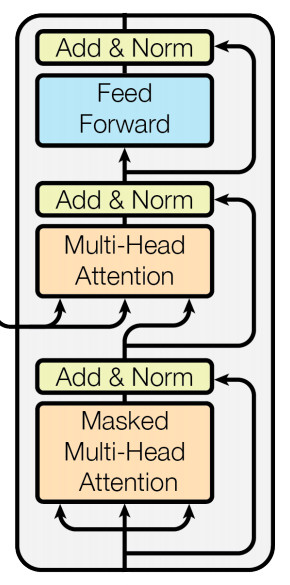 Add & Norm
Feed
Forward
Add & Norm
Multi-Head
Attention
Add & Norm
Masked
Multi-Head
Attention